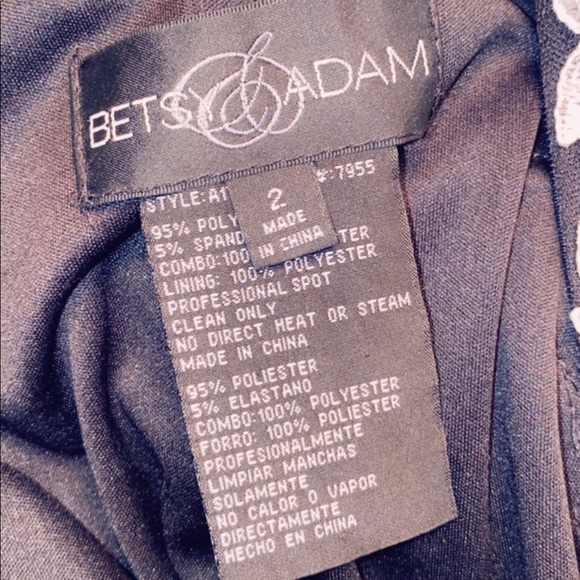 BETSY & ADAM
2
MADE
IN CHINA
STYLE:A1 #:7955
95% POLY
5% SPAND
COMBO:100 TER
LINING: 100% POLYESTER
PROFESSIONAL SPOT
CLEAN ONLY
NO DIRECT HEAT OR STEAM
MADE IN CHINA
95% POLIESTER
5% ELASTANO
COMBO:100% POLYESTER
FORRO: 100% POLIESTER
PROFESIONALMENTE
LIMPIAR MANCHAS
SOLAMENTE
NO CALOR O VAPOR
DIRECTAMENTE
HECHO EN CHINA